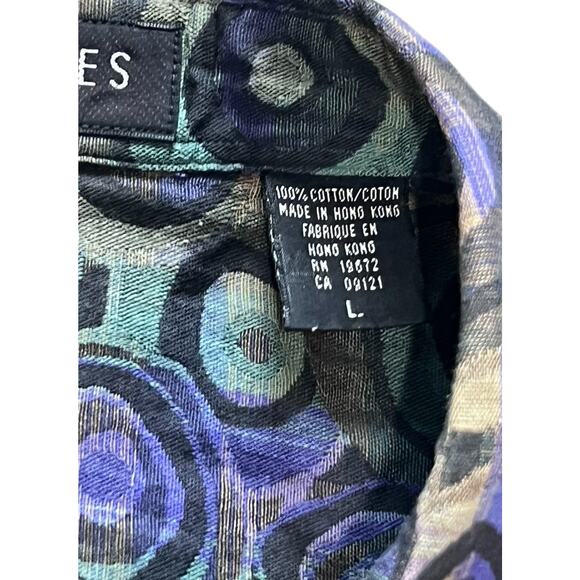 ES
100% COTTON/COTON
MADE IN HONG KONG
FABRIQUE EN
HONG KONG
RN 19672
CA 09121
L